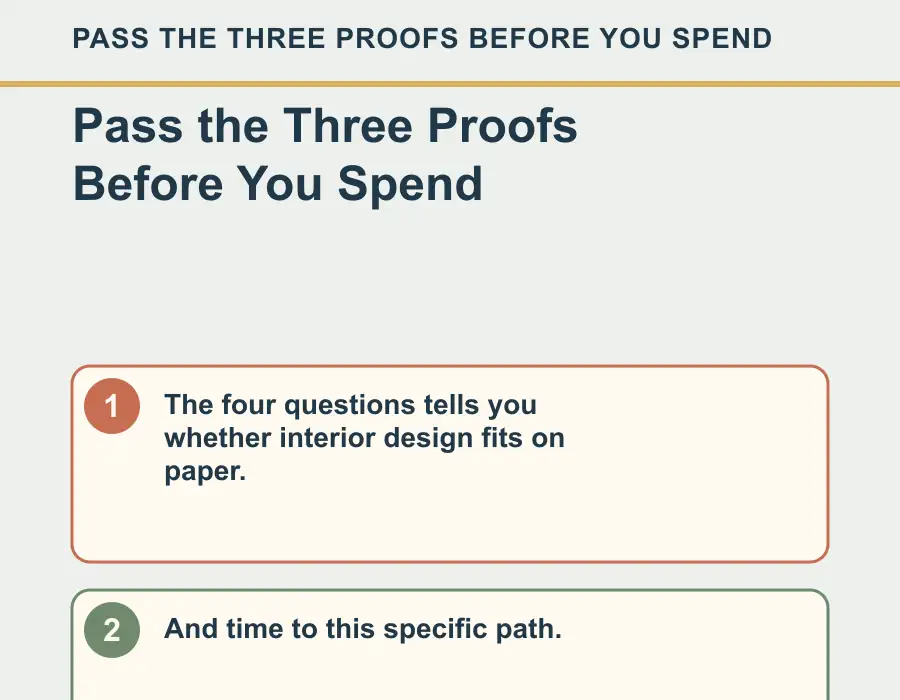 PASS THE THREE PROOFS BEFORE YOU SPEND
Pass the Three Proofs
Before You Spend
1
The four questions tells you
whether interior design fits on
paper.
2
And time to this specific path.